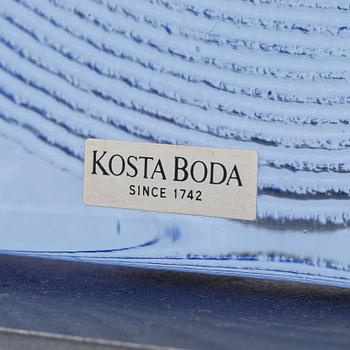 KOSTA BODA
SINCE 1742